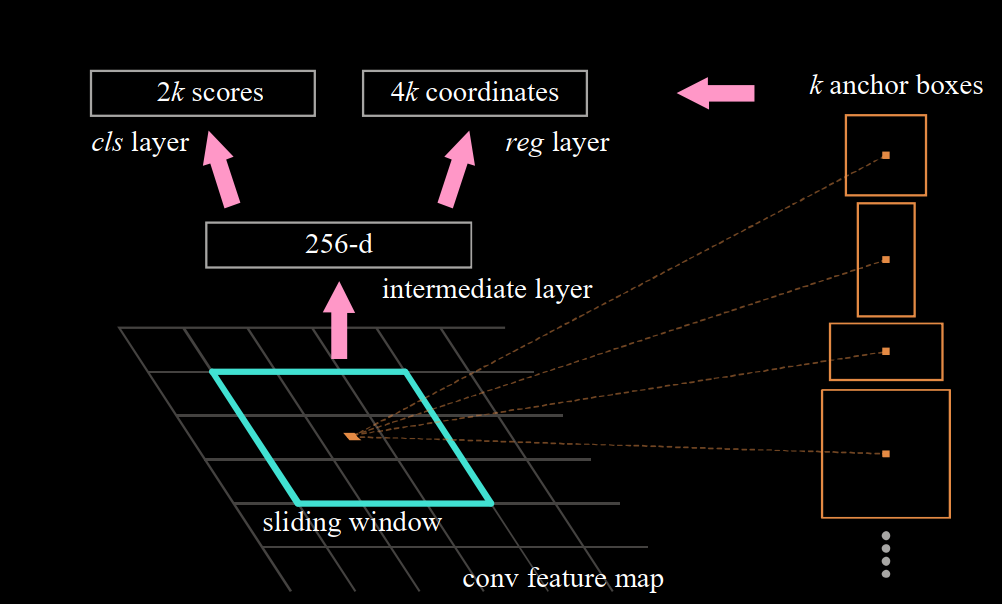 2k scores
4k coordinates
k anchor boxes
cls layer
reg layer
256-d
intermediate layer
sliding window
conv feature map